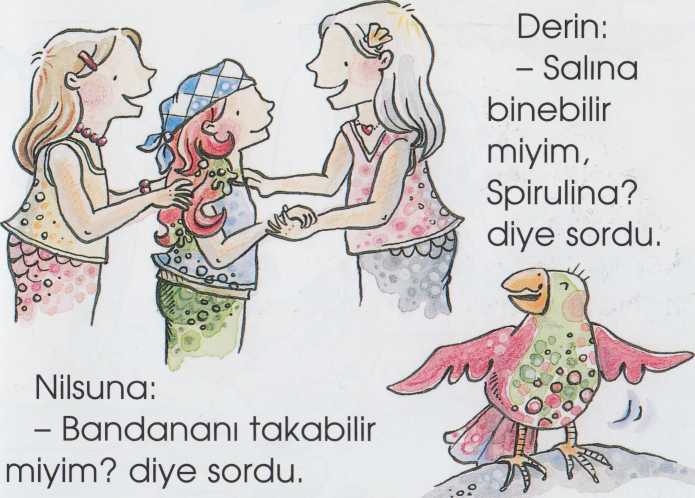 Derin:
– Salına
binebilir
miyim,
Spirulina?
diye sordu.
Nilsuna:
– Bandananı takabilir
miyim? diye sordu.